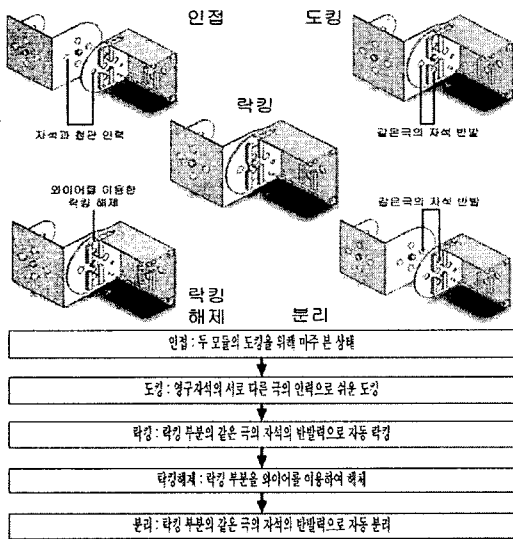 인접
도킹
자석과 첨단 인력
같은극의 자석 반발
락킹
와이어를 이용한
락킹 해제
같은극의 자석 반발
락킹
해제
분리
인접 : 두 모듈의 도킹을 위해 마주 본 상태
도킹 : 영구자석의 서로 다른 극의 인력으로 쉬운 도킹
락킹 : 락킹 부분의 같은 극의 자석의 반발력으로 자동 락킹
락킹해제 : 락킹 부분을 와이어를 이용하여 해체
분리 : 락킹 부분의 같은 극의 자석의 반발력으로 자동 분리